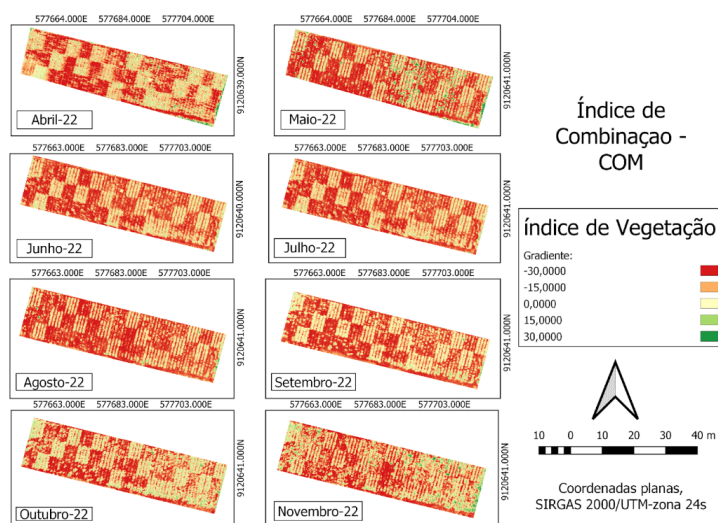 577664.000E 577684.000E 577704.000E
9120639.000N
Abril-22
577664.000E 577684.000E 577704.000E
9120641.000N
Maio-22
577663.000E 577683.000E 577703.000E
9120640.000N
Junho-22
577663.000E 577683.000E 577703.000E
9120641.000N
Julho-22
577663.000E 577683.000E 577703.000E
9120641.000N
Agosto-22
577663.000E 577683.000E 577703.000E
9120641.000N
Setembro-22
577663.000E 577683.000E 577703.000E
9120641.000N
Outubro-22
577663.000E 577683.000E 577703.000E
9120641.000N
Novembro-22
Índice de
Combinaçao -
COM
índice de Vegetação
Gradiente:
-30,0000
-15,0000
0,0000
15,0000
30,0000
10 0 10 20 30 40 m
Coordenadas planas,
SIRGAS 2000/UTM-zona 24s